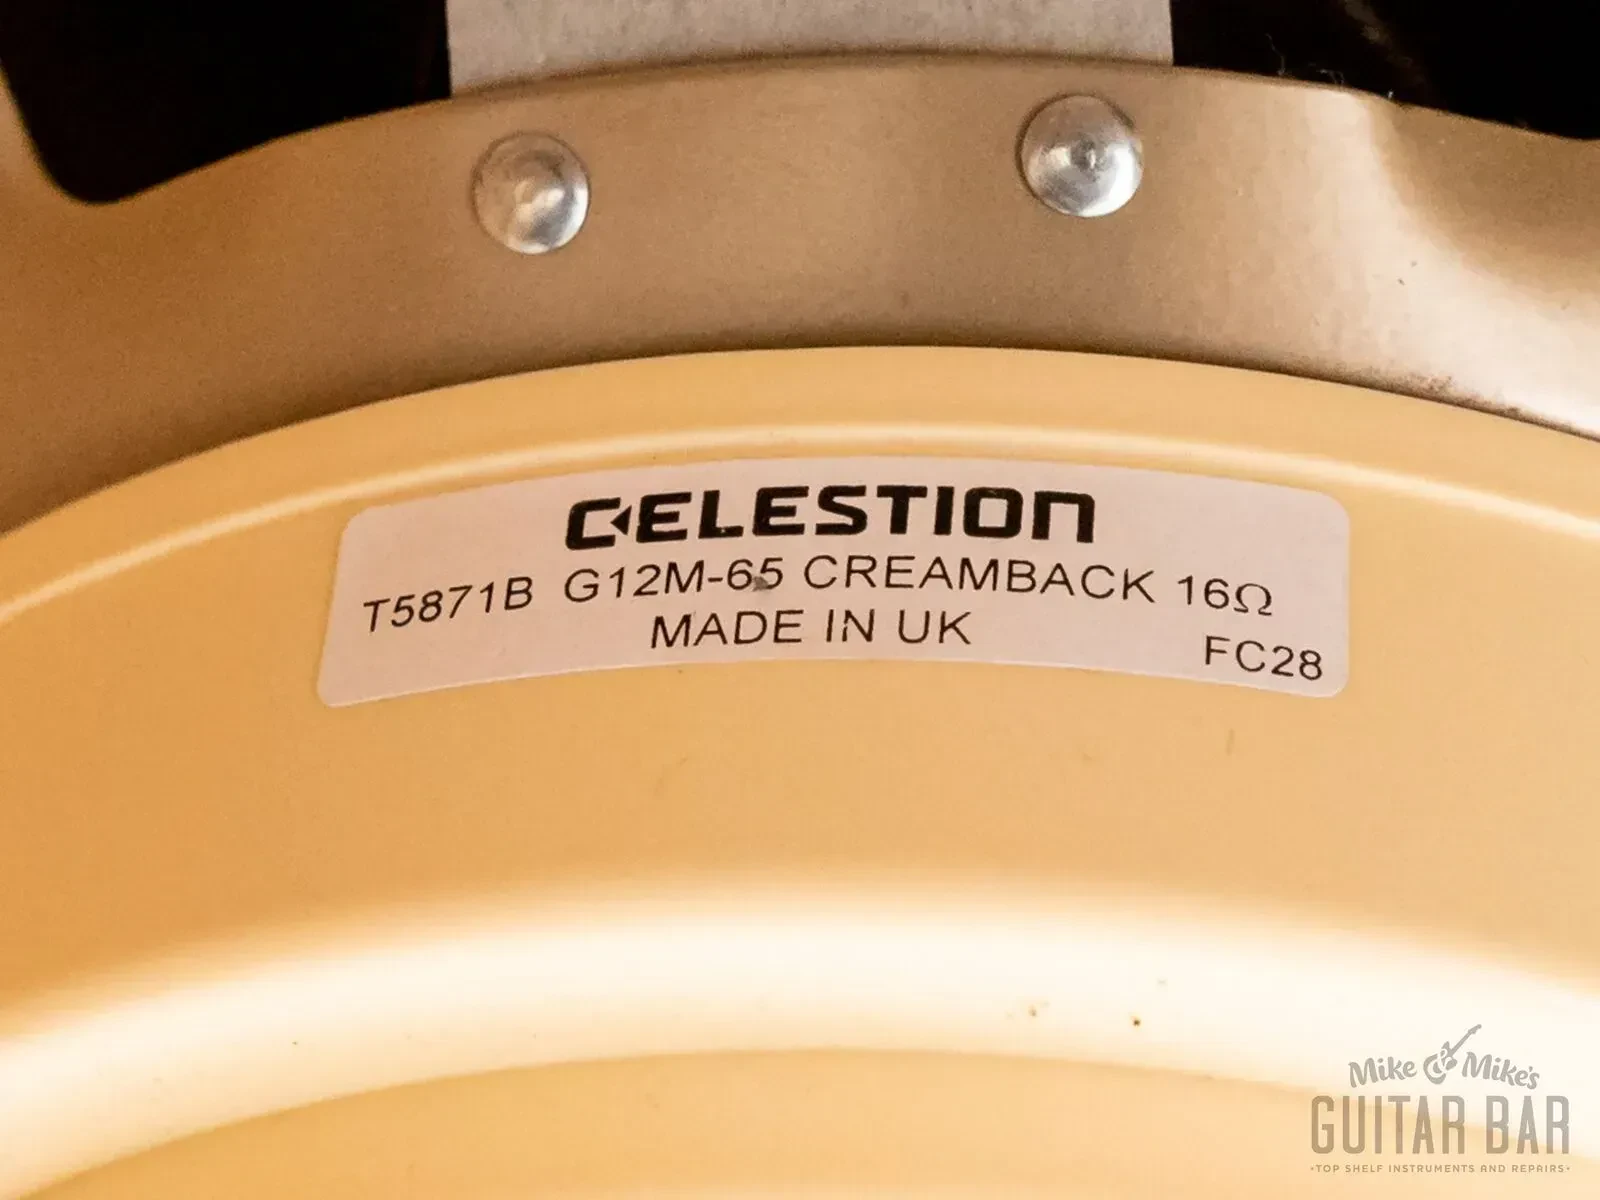 CELESTION
T5871B G12M-65 CREAMBACK 16Ω
MADE IN UK
FC28
Mike & Mike's
GUITAR BAR
•TOP SHELF INSTRUMENTS AND REPAIRS•